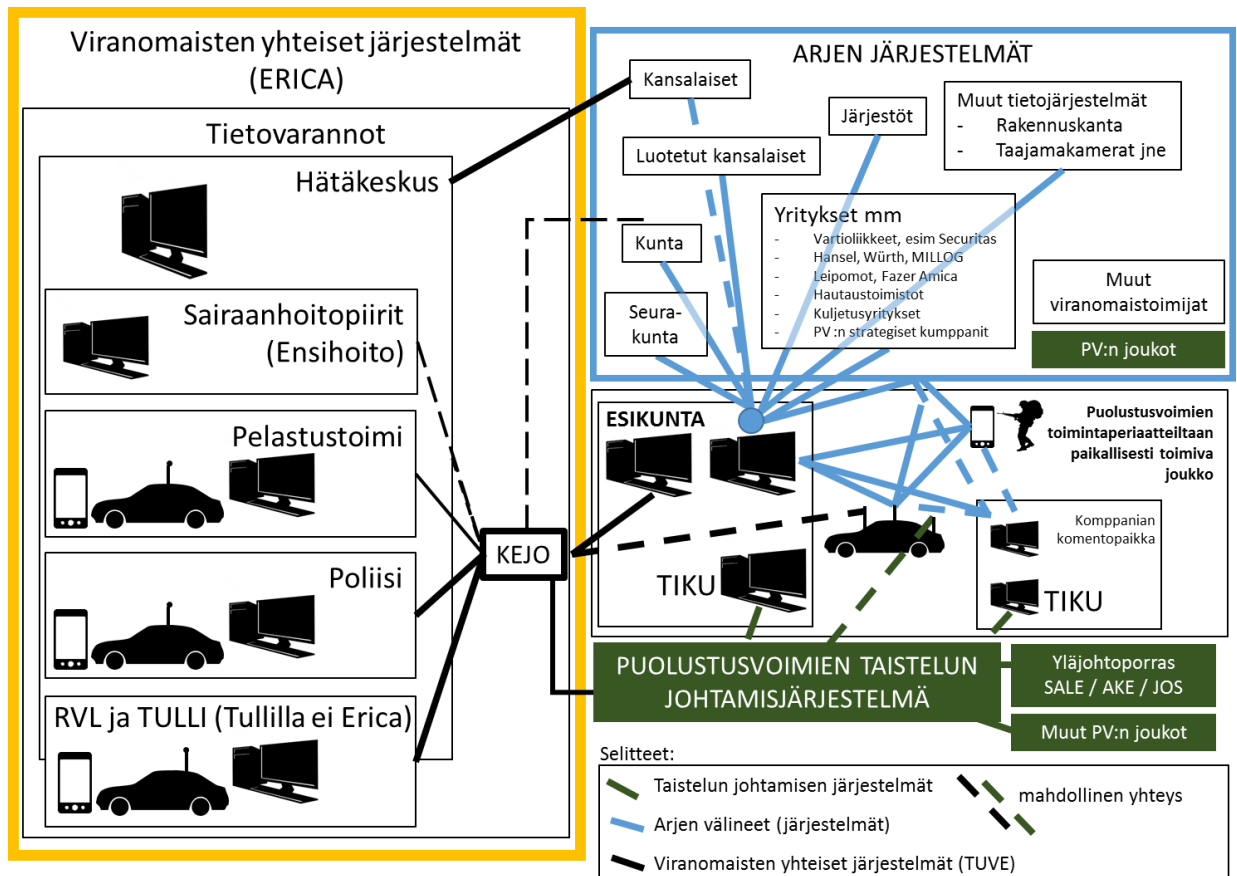 Viranomaisten yhteiset järjestelmät
(ERICA)
Tietovarannot
Hätäkeskus
Sairaanhoitopiirit
(Ensihoito)
Pelastustoimi
Poliisi
RVL ja TULLI (Tullilla ei Erica)
KEJO
ARJEN JÄRJESTELMÄT
Kansalaiset
Luotetut kansalaiset
Järjestöt
Muut tietojärjestelmät
- Rakennuskanta
- Taajamakamerat jne
Kunta
Seura-
kunta
Yritykset mm
- Vartioliikkeet, esim Securitas
- Hansel, Würth, MILLOG
- Leipomot, Fazer Amica
- Hautaustoimistot
- Kuljetusyritykset
- PV :n strategiset kumppanit
Muut
viranomaistoimijat
PV:n joukot
ESIKUNTA
TIKU
Puolustusvoimien
toimintaperiaatteiltaan
paikallisesti toimiva
joukko
Komppanian
komentopaikka
TIKU
PUOLUSTUSVOIMIEN TAISTELUN
JOHTAMISJÄRJESTELMÄ
Yläjohtoporras
SALE / AKE / JOS
Muut PV:n joukot
Selitteet:
Taistelun johtamisen järjestelmät
mahdollinen yhteys
Arjen välineet (järjestelmät)
Viranomaisten yhteiset järjestelmät (TUVE)